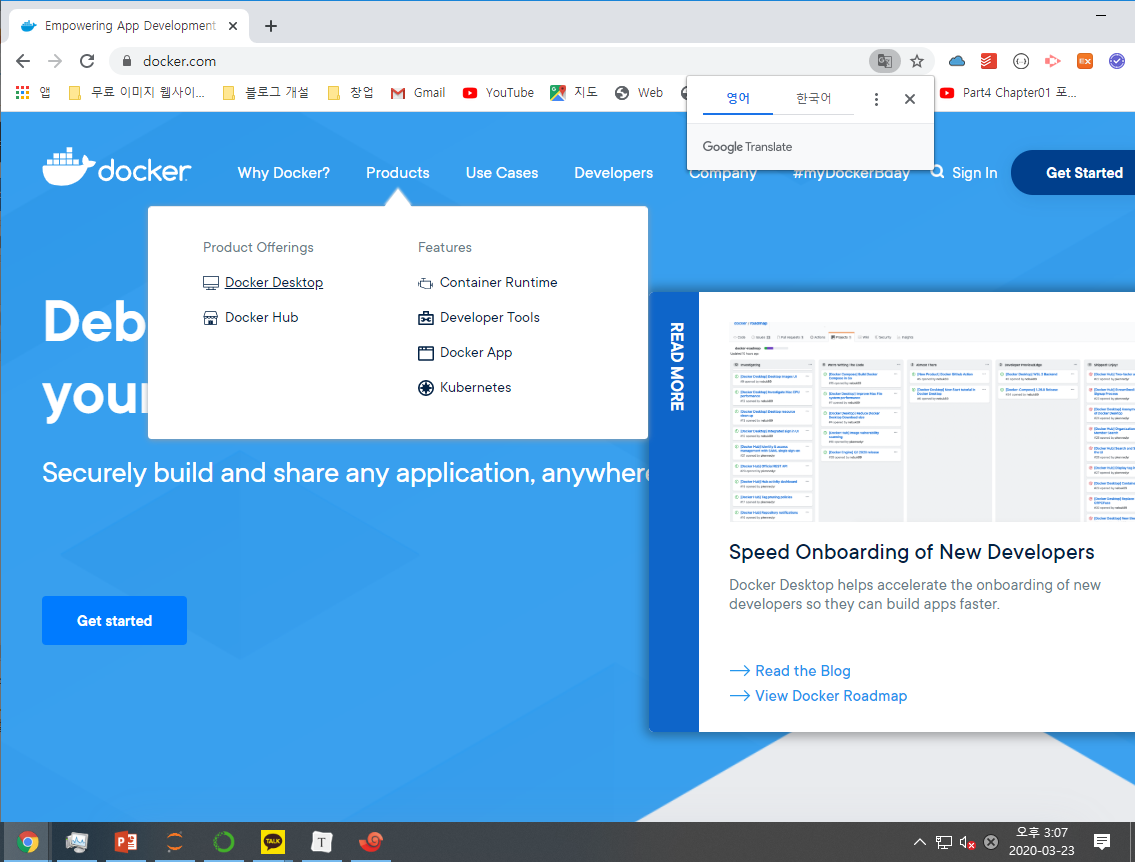 Empowering App Development
docker.com
앱
무료 이미지 웹사이...
블로그 개설
창업
Gmail
YouTube
지도
Web
Part4 Chapter01 포...
영어
한국어
Google Translate
docker
Why Docker?
Products
Use Cases
Developers
Company
#myDockerBday
Sign In
Get Started
Product Offerings
Docker Desktop
Docker Hub
Features
Container Runtime
Developer Tools
Docker App
Kubernetes
Deb
your
Securely build and share any application, anywhere
Get started
READ MORE
Speed Onboarding of New Developers
Docker Desktop helps accelerate the onboarding of new
developers so they can build apps faster.
Read the Blog
View Docker Roadmap
EX
TALK
T
오후 3:07
2020-03-23